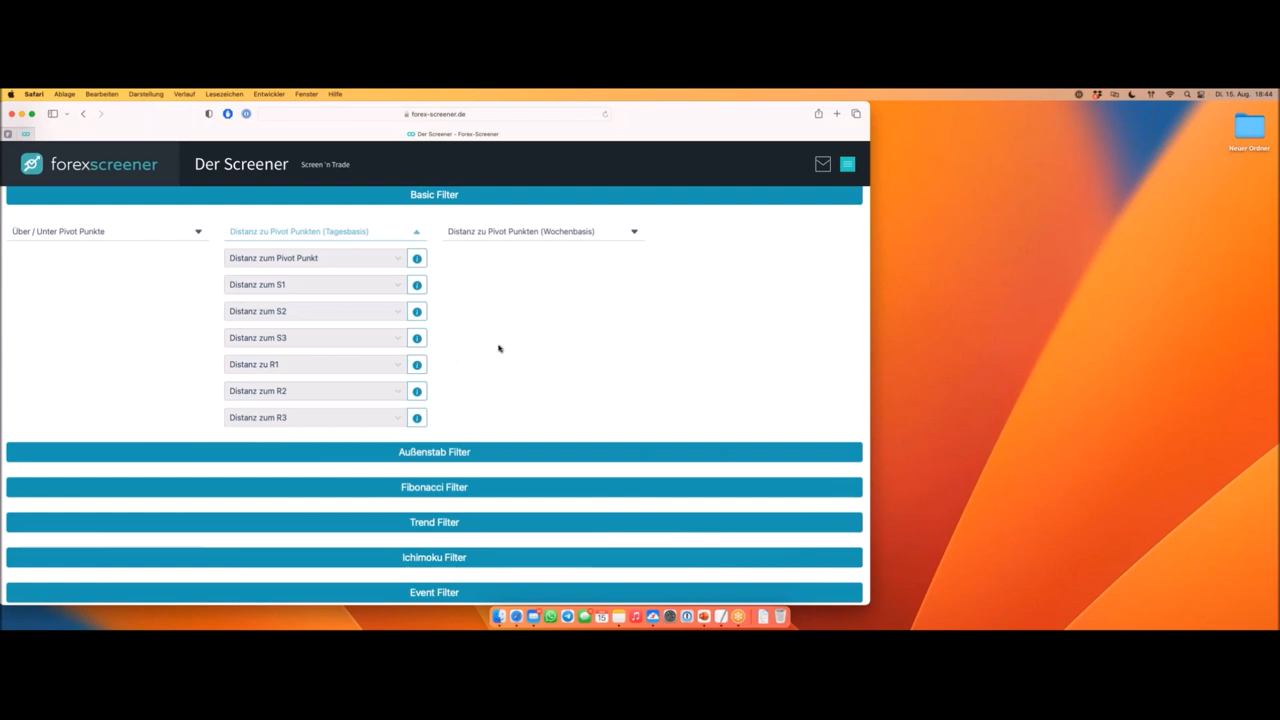 Safari Ablage Bearbeiten Darstellung Verlauf Lesezeichen Entwickler Fenster Hilfe
Di. 15. Aug. 18:44
forex-screener.de
Der Screener - Forex-Screener
forexscreener
Der Screener
Screen 'n Trade
Neuer Ordner
Basic Filter
Über / Unter Pivot Punkte
Distanz zu Pivot Punkten (Tagesbasis)
Distanz zu Pivot Punkten (Wochenbasis)
Distanz zum Pivot Punkt
Distanz zum S1
Distanz zum S2
Distanz zum S3
Distanz zu R1
Distanz zum R2
Distanz zum R3
Außenstab Filter
Fibonacci Filter
Trend Filter
Ichimoku Filter
Event Filter
15